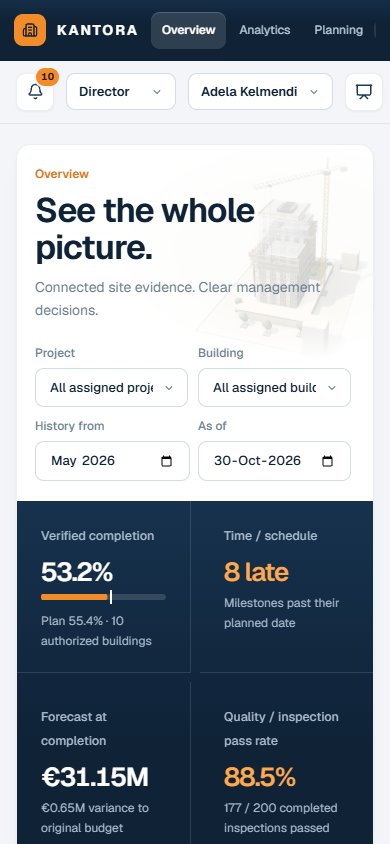 KANTORA Overview Analytics Planning
10
Director Adela Kelmendi
Overview
See the whole
picture.
Connected site evidence. Clear management
decisions.
Project Building
All assigned proje All assigned build
History from As of
May 2026 30-Oct-2026
Verified completion Time / schedule
53.2% 8 late
Plan 55.4% · 10 Milestones past their
authorized buildings planned date
Forecast at Quality / inspection
completion pass rate
€31.15M 88.5%
€0.65M variance to 177 / 200 completed
original budget inspections passed